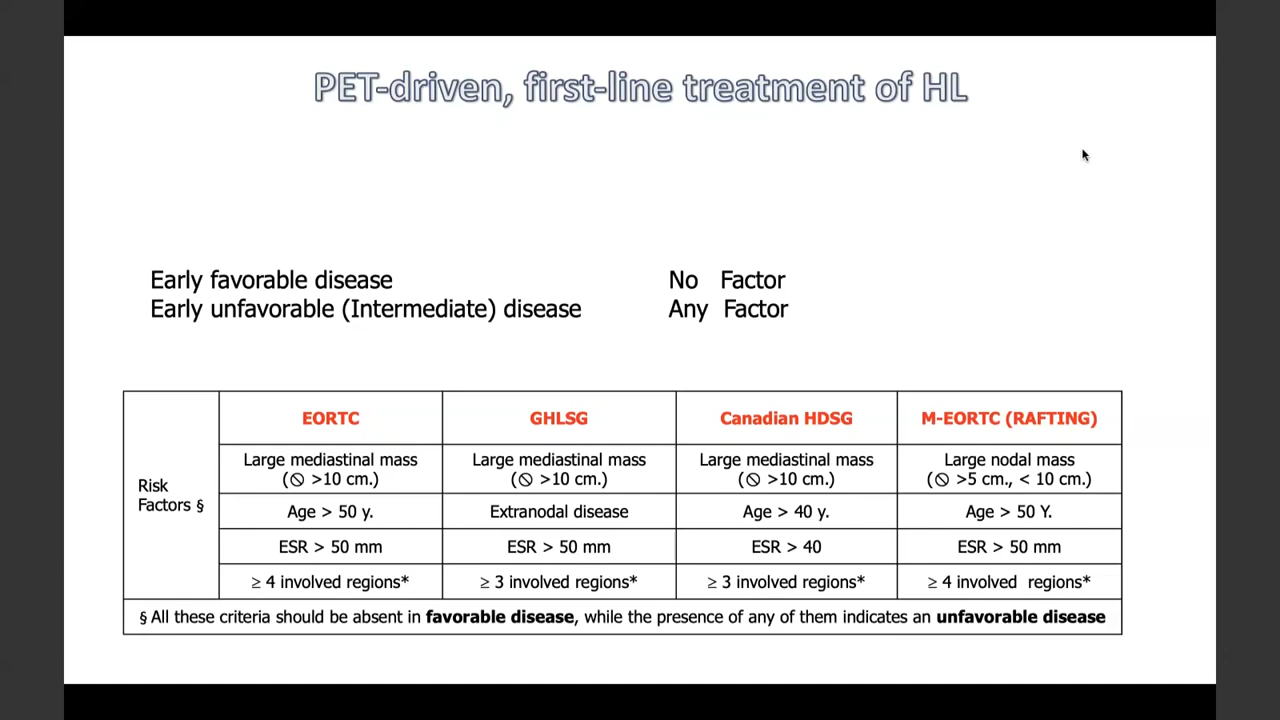 PET-driven, first-line treatment of HL
Early favorable disease No Factor
Early unfavorable (Intermediate) disease Any Factor
EORTC GHLSG Canadian HDSG M-EORTC (RAFTING)
Risk
Factors §
Large mediastinal mass Large mediastinal mass Large mediastinal mass Large nodal mass
(⃠ >10 cm.) (⃠ >10 cm.) (⃠ >10 cm.) (⃠ >5 cm., < 10 cm.)
Age > 50 y. Extranodal disease Age > 40 y. Age > 50 Y.
ESR > 50 mm ESR > 50 mm ESR > 40 ESR > 50 mm
≥ 4 involved regions* ≥ 3 involved regions* ≥ 3 involved regions* ≥ 4 involved regions*
§ All these criteria should be absent in favorable disease, while the presence of any of them indicates an unfavorable disease